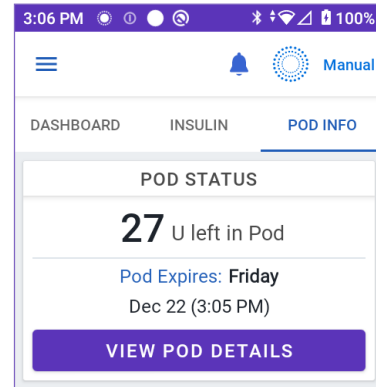 3:06 PM 100%
Manual
DASHBOARD INSULIN POD INFO
POD STATUS
27 U left in Pod
Pod Expires: Friday
Dec 22 (3:05 PM)
VIEW POD DETAILS